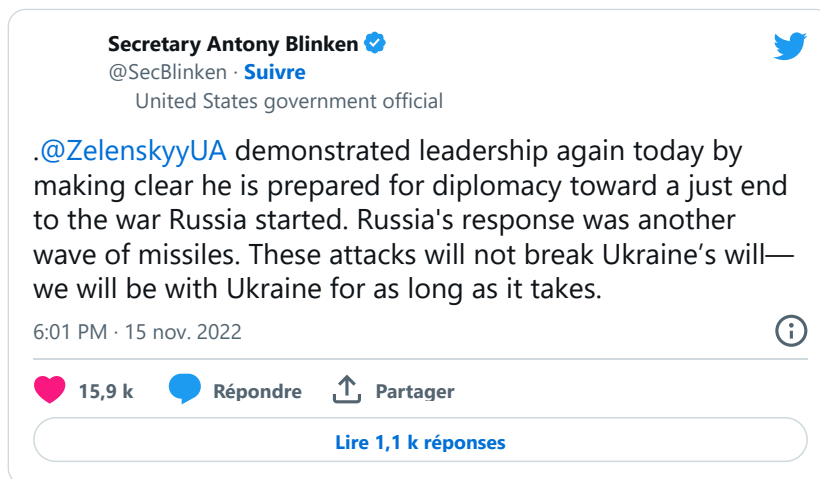 Secretary Antony Blinken
@SecBlinken · Suivre
United States government official
.@ZelenskyyUA demonstrated leadership again today by
making clear he is prepared for diplomacy toward a just end
to the war Russia started. Russia's response was another
wave of missiles. These attacks will not break Ukraine’s will—
we will be with Ukraine for as long as it takes.
6:01 PM · 15 nov. 2022
15,9 k Répondre Partager
Lire 1,1 k réponses